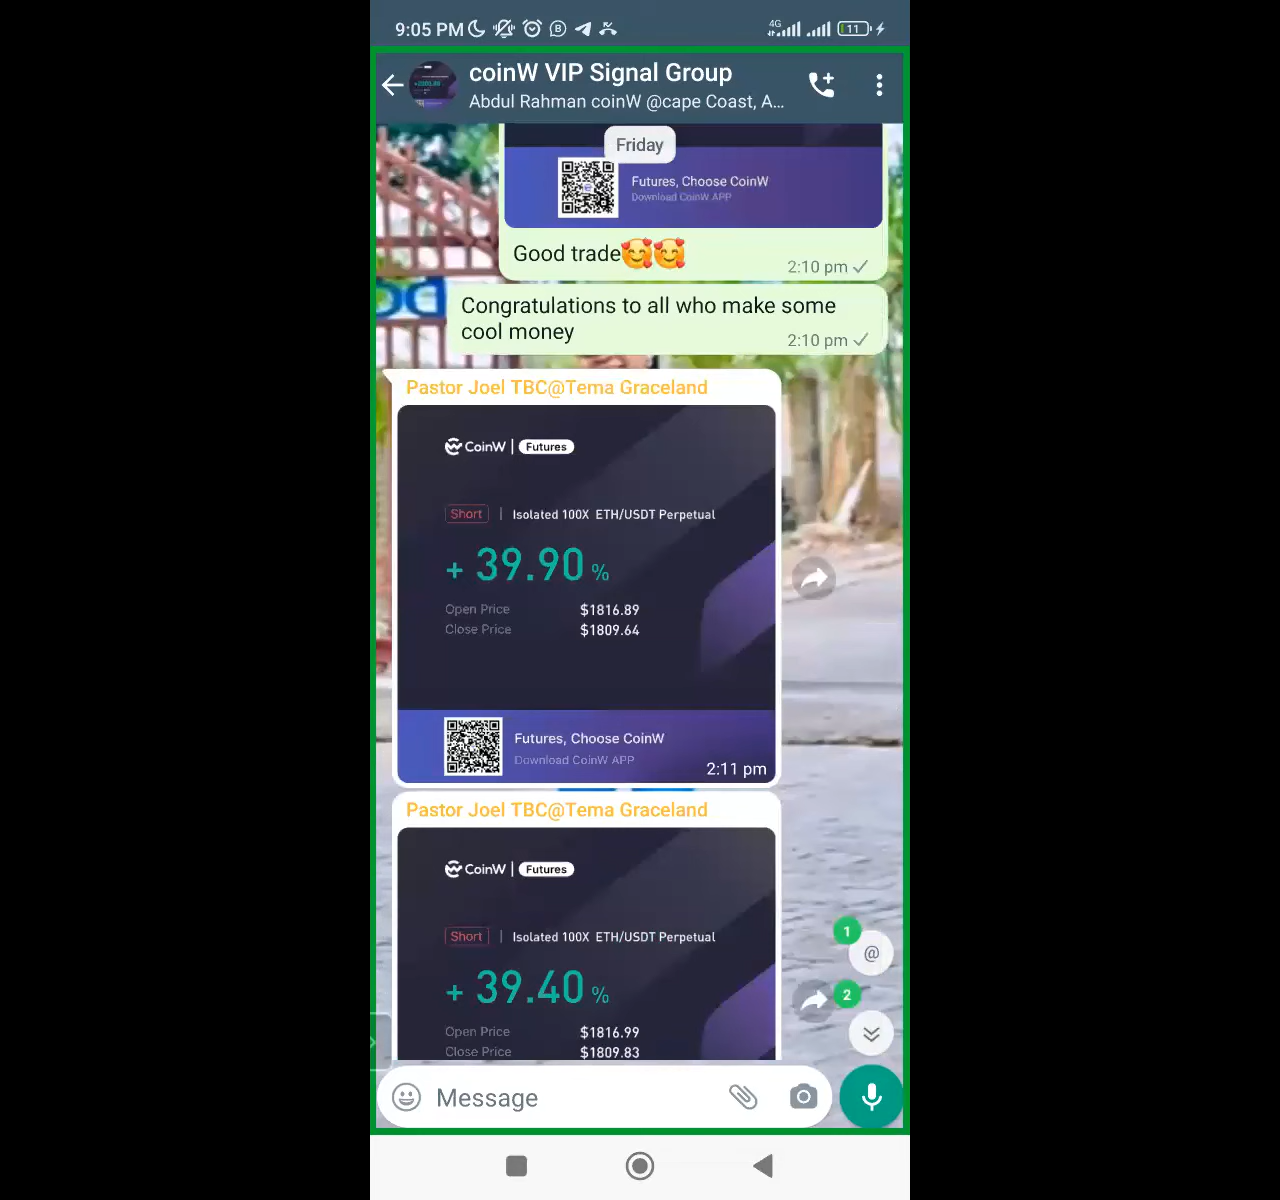 9:05 PM
4G
11
coinW VIP Signal Group
Abdul Rahman coinW @cape Coast, A...
Friday
Futures, Choose CoinW
Download CoinW APP
Good trade🥰🥰
2:10 pm
Congratulations to all who make some
cool money
2:10 pm
Pastor Joel TBC@Tema Graceland
CoinW | Futures
Short | Isolated 100X ETH/USDT Perpetual
+ 39.90 %
Open Price $1816.89
Close Price $1809.64
Futures, Choose CoinW
Download CoinW APP
2:11 pm
Pastor Joel TBC@Tema Graceland
CoinW | Futures
Short | Isolated 100X ETH/USDT Perpetual
+ 39.40 %
Open Price $1816.99
Close Price $1809.83
1
@
2
Message